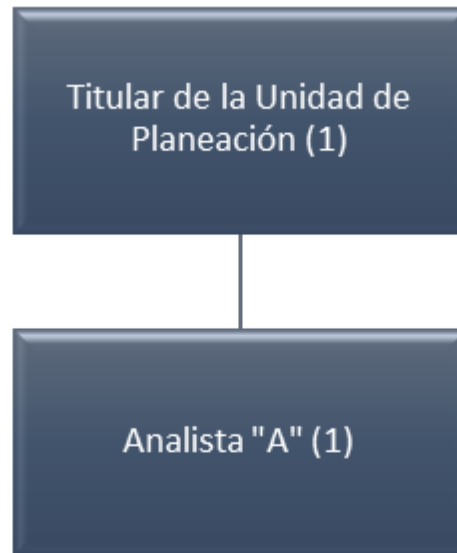 Titular de la Unidad de
Planeación (1)
Analista "A" (1)